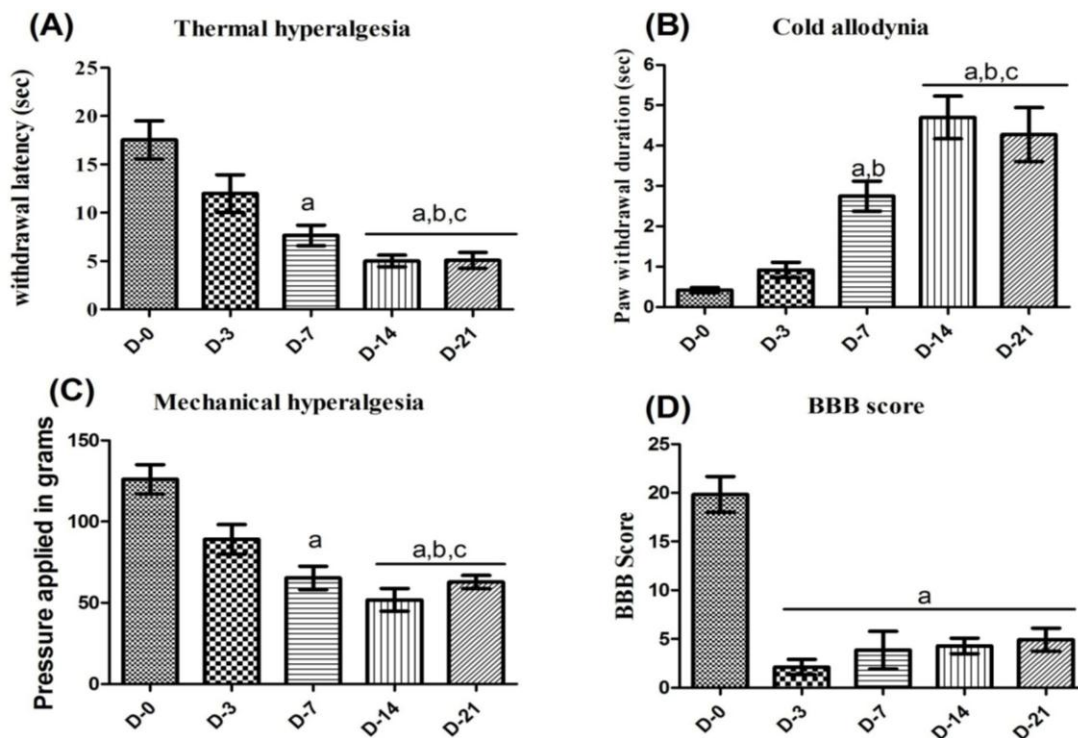 (A)
Thermal hyperalgesia
withdrawal latency (sec)
25
20
15
10
5
0
a
a,b,c
D-0
D-3
D-7
D-14
D-21
(B)
Cold allodynia
Paw withdrawal duration (sec)
6
5
4
3
2
1
0
a,b
a,b,c
D-0
D-3
D-7
D-14
D-21
(C)
Mechanical hyperalgesia
Pressure applied in grams
150
100
50
0
a
a,b,c
D-0
D-3
D-7
D-14
D-21
(D)
BBB score
BBB Score
25
20
15
10
5
0
a
D-0
D-3
D-7
D-14
D-21